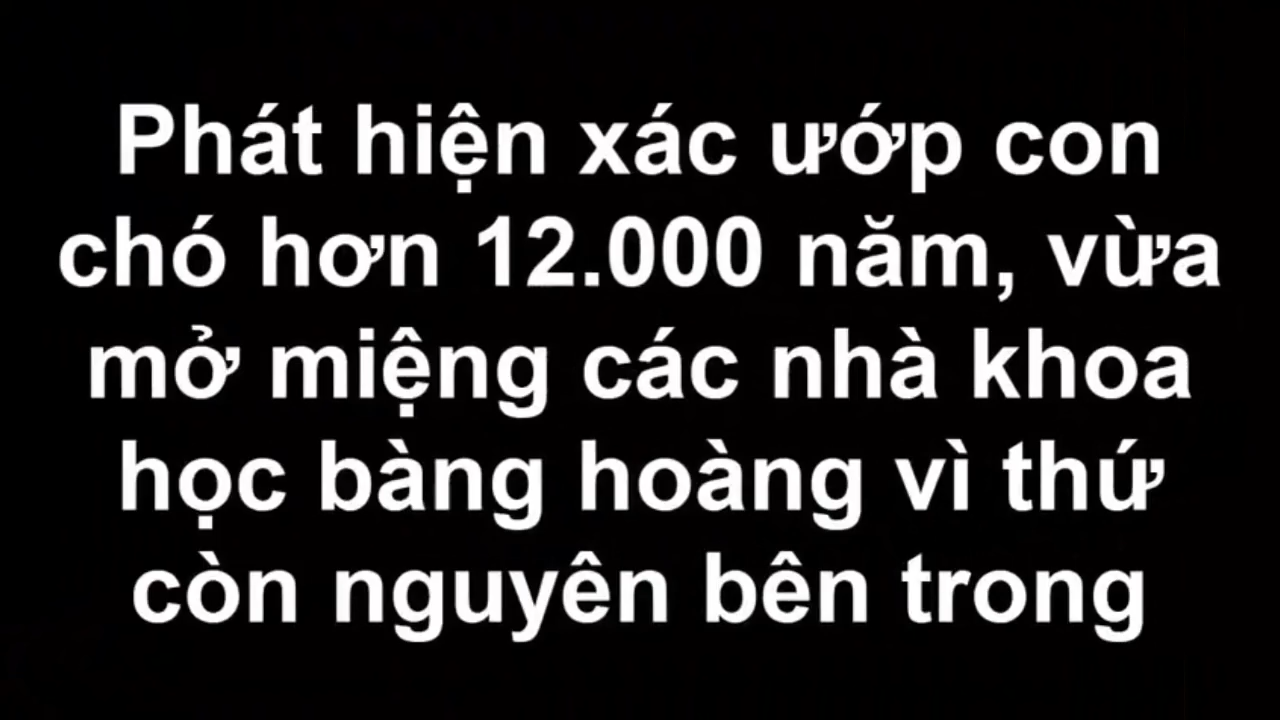 Phát hiện xác ướp con
chó hơn 12.000 năm, vừa
mở miệng các nhà khoa
học bàng hoàng vì thứ
còn nguyên bên trong